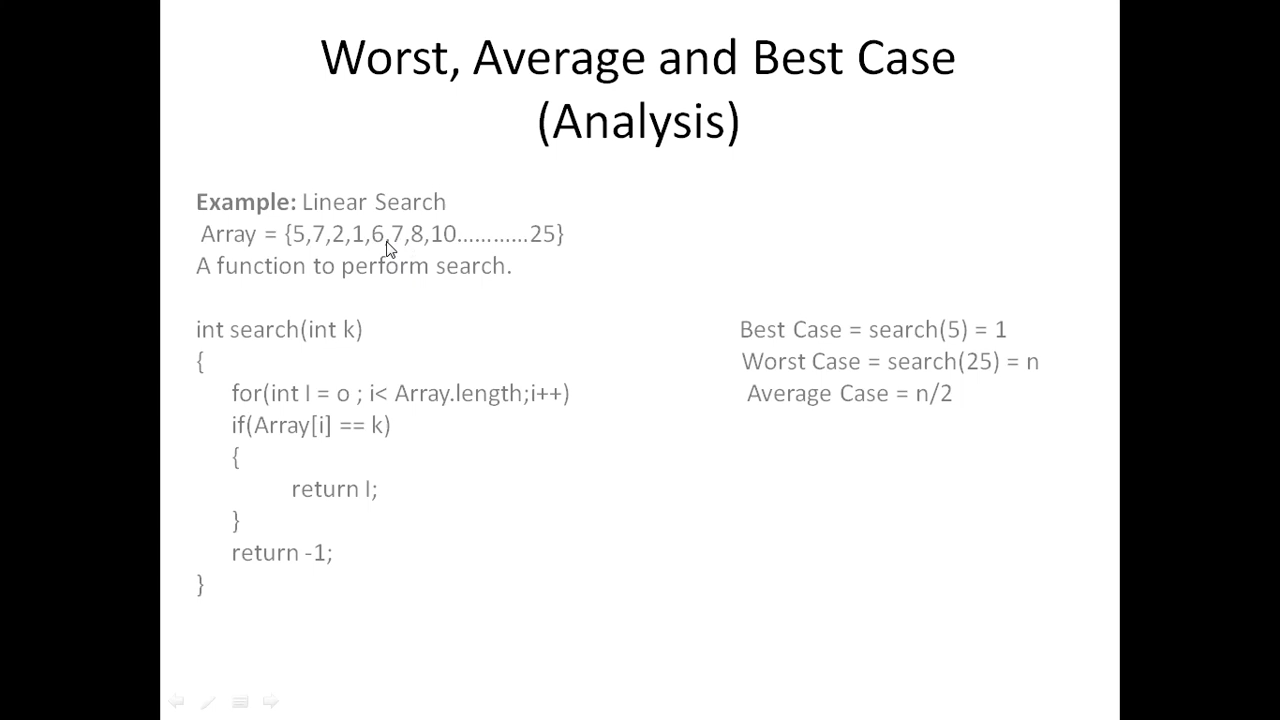 Worst, Average and Best Case
(Analysis)
Example: Linear Search
Array = {5,7,2,1,6,7,8,10............25}
A function to perform search.
int search(int k)
{
for(int I = o ; i< Array.length;i++)
if(Array[i] == k)
{
return I;
}
return -1;
}
Best Case = search(5) = 1
Worst Case = search(25) = n
Average Case = n/2